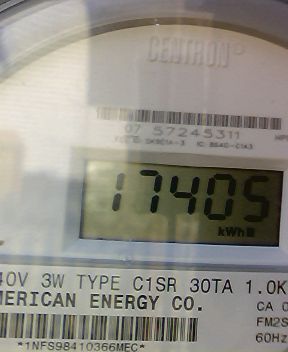 CENTRON
07 57245311
17405
kWh
40V 3W TYPE C1SR 30TA 1.0K
MERICAN ENERGY CO.
CA 0
FM2S
60Hz
*1NFS98410366MEC*